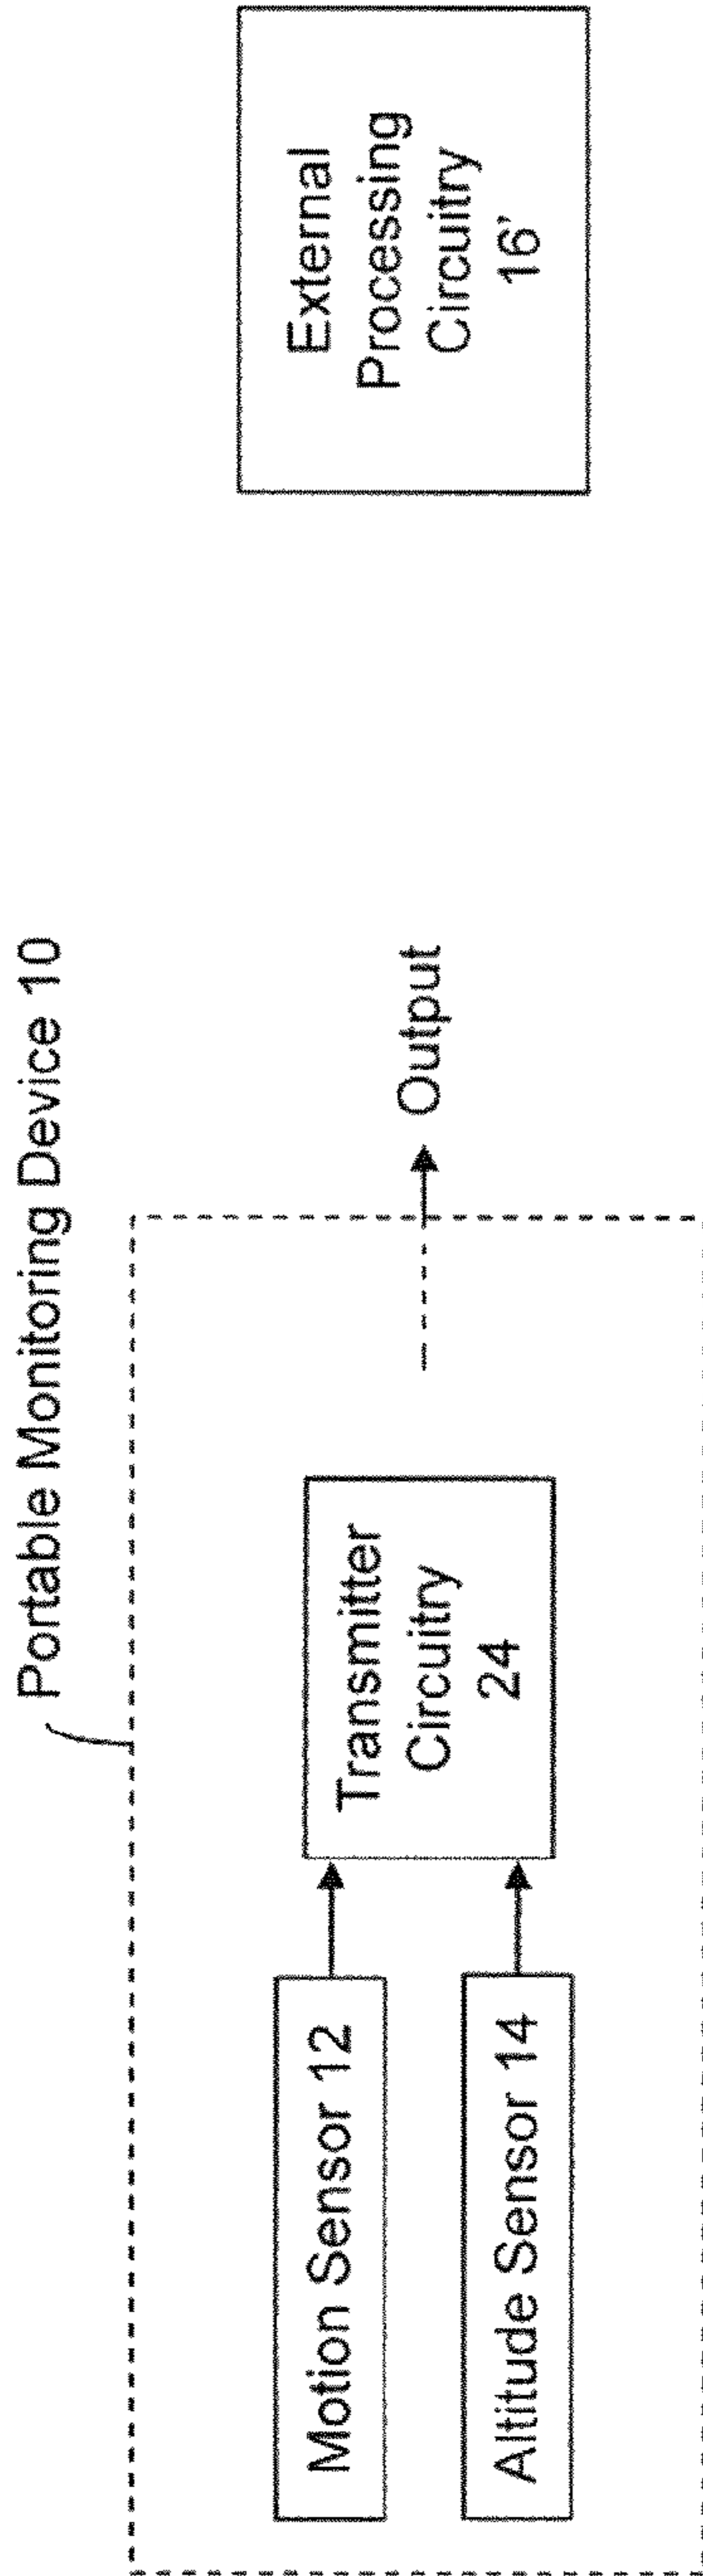 Portable Monitoring Device 10
Motion Sensor 12
Altitude Sensor 14
Transmitter
Circuitry
24
Output
External
Processing
Circuitry
16'